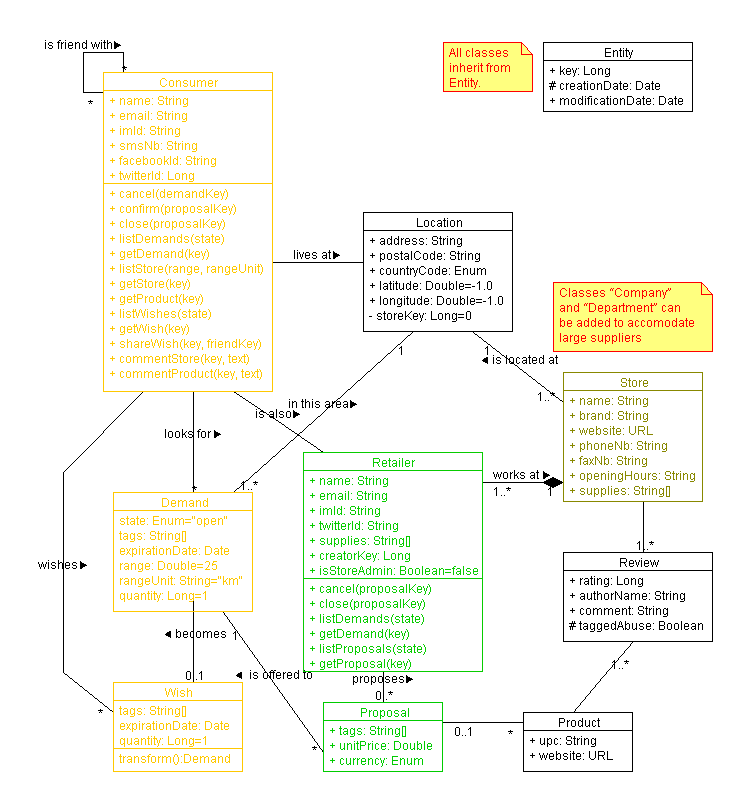 is friend with
*
*
Consumer
+ name: String
+ email: String
+ imId: String
+ smsNb: String
+ facebookId: String
+ twitterId: Long
+ cancel(demandKey)
+ confirm(proposalKey)
+ close(proposalKey)
+ listDemands(state)
+ getDemand(key)
+ listStore(range, rangeUnit)
+ getStore(key)
+ getProduct(key)
+ listWishes(state)
+ getWish(key)
+ shareWish(key, friendKey)
+ commentStore(key, text)
+ commentProduct(key, text)
All classes
inherit from
Entity.
Entity
+ key: Long
# creationDate: Date
+ modificationDate: Date
lives at
Location
+ address: String
+ postalCode: String
+ countryCode: Enum
+ latitude: Double=-1.0
+ longitude: Double=-1.0
- storeKey: Long=0
Classes “Company”
and “Department” can
be added to accomodate
large suppliers
1
1
is located at
1..*
in this area
is also
looks for
*
1..*
Store
+ name: String
+ brand: String
+ website: URL
+ phoneNb: String
+ faxNb: String
+ openingHours: String
+ supplies: String[]
works at
1..*
1
Retailer
+ name: String
+ email: String
+ imId: String
+ twitterId: String
+ supplies: String[]
+ creatorKey: Long
+ isStoreAdmin: Boolean=false
+ cancel(proposalKey)
+ close(proposalKey)
+ listDemands(state)
+ getDemand(key)
+ listProposals(state)
+ getProposal(key)
Demand
state: Enum="open"
tags: String[]
expirationDate: Date
range: Double=25
rangeUnit: String="km"
quantity: Long=1
wishes
1..*
Review
+ rating: Long
+ authorName: String
+ comment: String
# taggedAbuse: Boolean
becomes
1
0..1
is offered to
proposes
0..*
1..*
*
Wish
tags: String[]
expirationDate: Date
quantity: Long=1
transform():Demand
*
Proposal
+ tags: String[]
+ unitPrice: Double
+ currency: Enum
0..1
*
Product
+ upc: String
+ website: URL